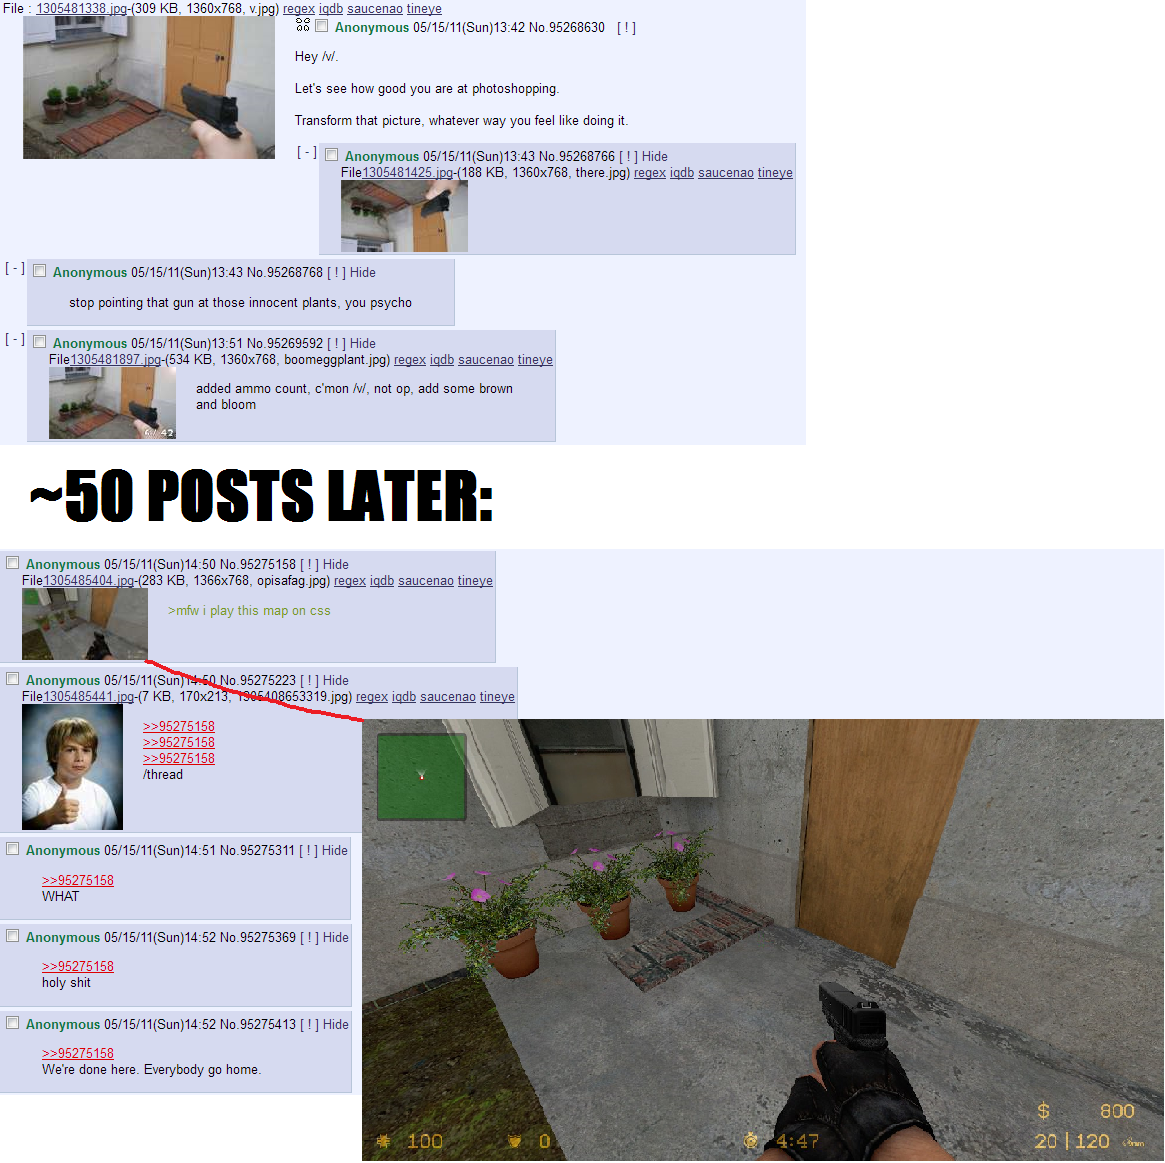 File : 1305481338.jpg-(309 KB, 1360x768, v.jpg) regex iqdb saucenao tineye
Anonymous 05/15/11(Sun)13:42 No.95268630 [ ! ]
Hey /v/.
Let's see how good you are at photoshopping.
Transform that picture, whatever way you feel like doing it.
[ - ] Anonymous 05/15/11(Sun)13:43 No.95268766 [ ! ] Hide
File1305481425.jpg-(188 KB, 1360x768, there.jpg) regex iqdb saucenao tineye
[ - ] Anonymous 05/15/11(Sun)13:43 No.95268768 [ ! ] Hide
stop pointing that gun at those innocent plants, you psycho
[ - ] Anonymous 05/15/11(Sun)13:51 No.95269592 [ ! ] Hide
File1305481897.jpg-(534 KB, 1360x768, boomeggplant.jpg) regex iqdb saucenao tineye
added ammo count, c'mon /v/, not op, add some brown
and bloom
6/ 42
~50 POSTS LATER:
Anonymous 05/15/11(Sun)14:50 No.95275158 [ ! ] Hide
File1305485404.jpg-(283 KB, 1366x768, opisafag.jpg) regex iqdb saucenao tineye
>mfw i play this map on css
Anonymous 05/15/11(Sun)14:50 No.95275223 [ ! ] Hide
File1305485441.jpg-(7 KB, 170x213, 1305408653319.jpg) regex iqdb saucenao tineye
>>95275158
>>95275158
>>95275158
/thread
Anonymous 05/15/11(Sun)14:51 No.95275311 [ ! ] Hide
>>95275158
WHAT
Anonymous 05/15/11(Sun)14:52 No.95275369 [ ! ] Hide
>>95275158
holy shit
Anonymous 05/15/11(Sun)14:52 No.95275413 [ ! ] Hide
>>95275158
We're done here. Everybody go home.
$ 800
100 0 4:47 20 | 120